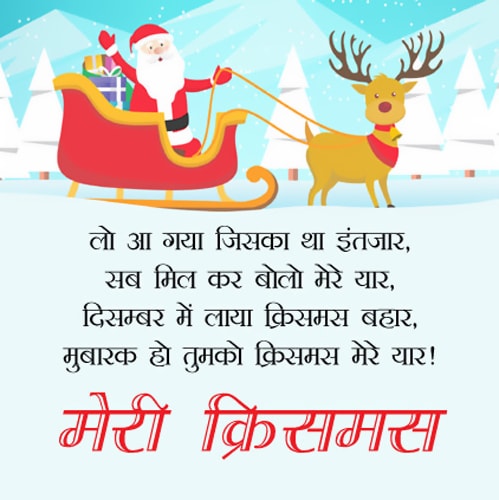 लो आ गया जिसका था इंतजार,
सब मिल कर बोलो मेरे यार,
दिसम्बर में लाया क्रिसमस बहार,
मुबारक हो तुमको क्रिसमस मेरे यार!
मेरी क्रिसमस